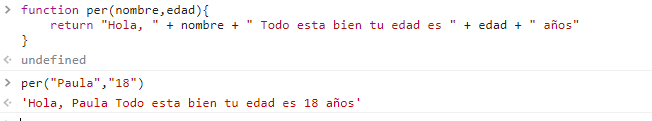 > function per(nombre,edad){
return "Hola, " + nombre + " Todo esta bien tu edad es " + edad + " años"
}
undefined
> per("Paula","18")
'Hola, Paula Todo esta bien tu edad es 18 años'